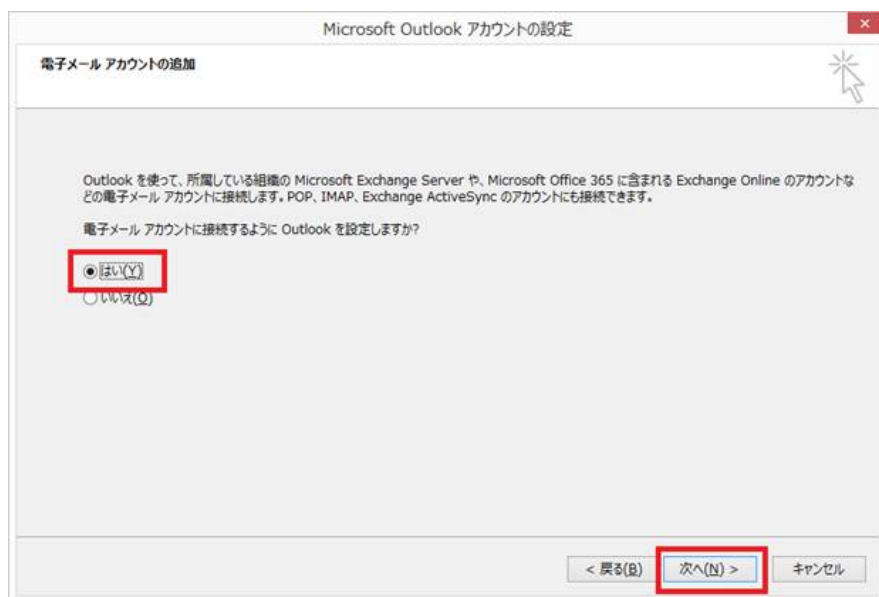 Microsoft Outlook アカウントの設定
電子メール アカウントの追加
Outlook を使って、所属している組織の Microsoft Exchange Server や、Microsoft Office 365 に含まれる Exchange Online のアカウントな
どの電子メール アカウントに接続します。POP、IMAP、Exchange ActiveSync のアカウントにも接続できます。
電子メール アカウントに接続するように Outlook を設定しますか?
はい(Y)
いいえ(O)
< 戻る(B) 次へ(N) > キャンセル